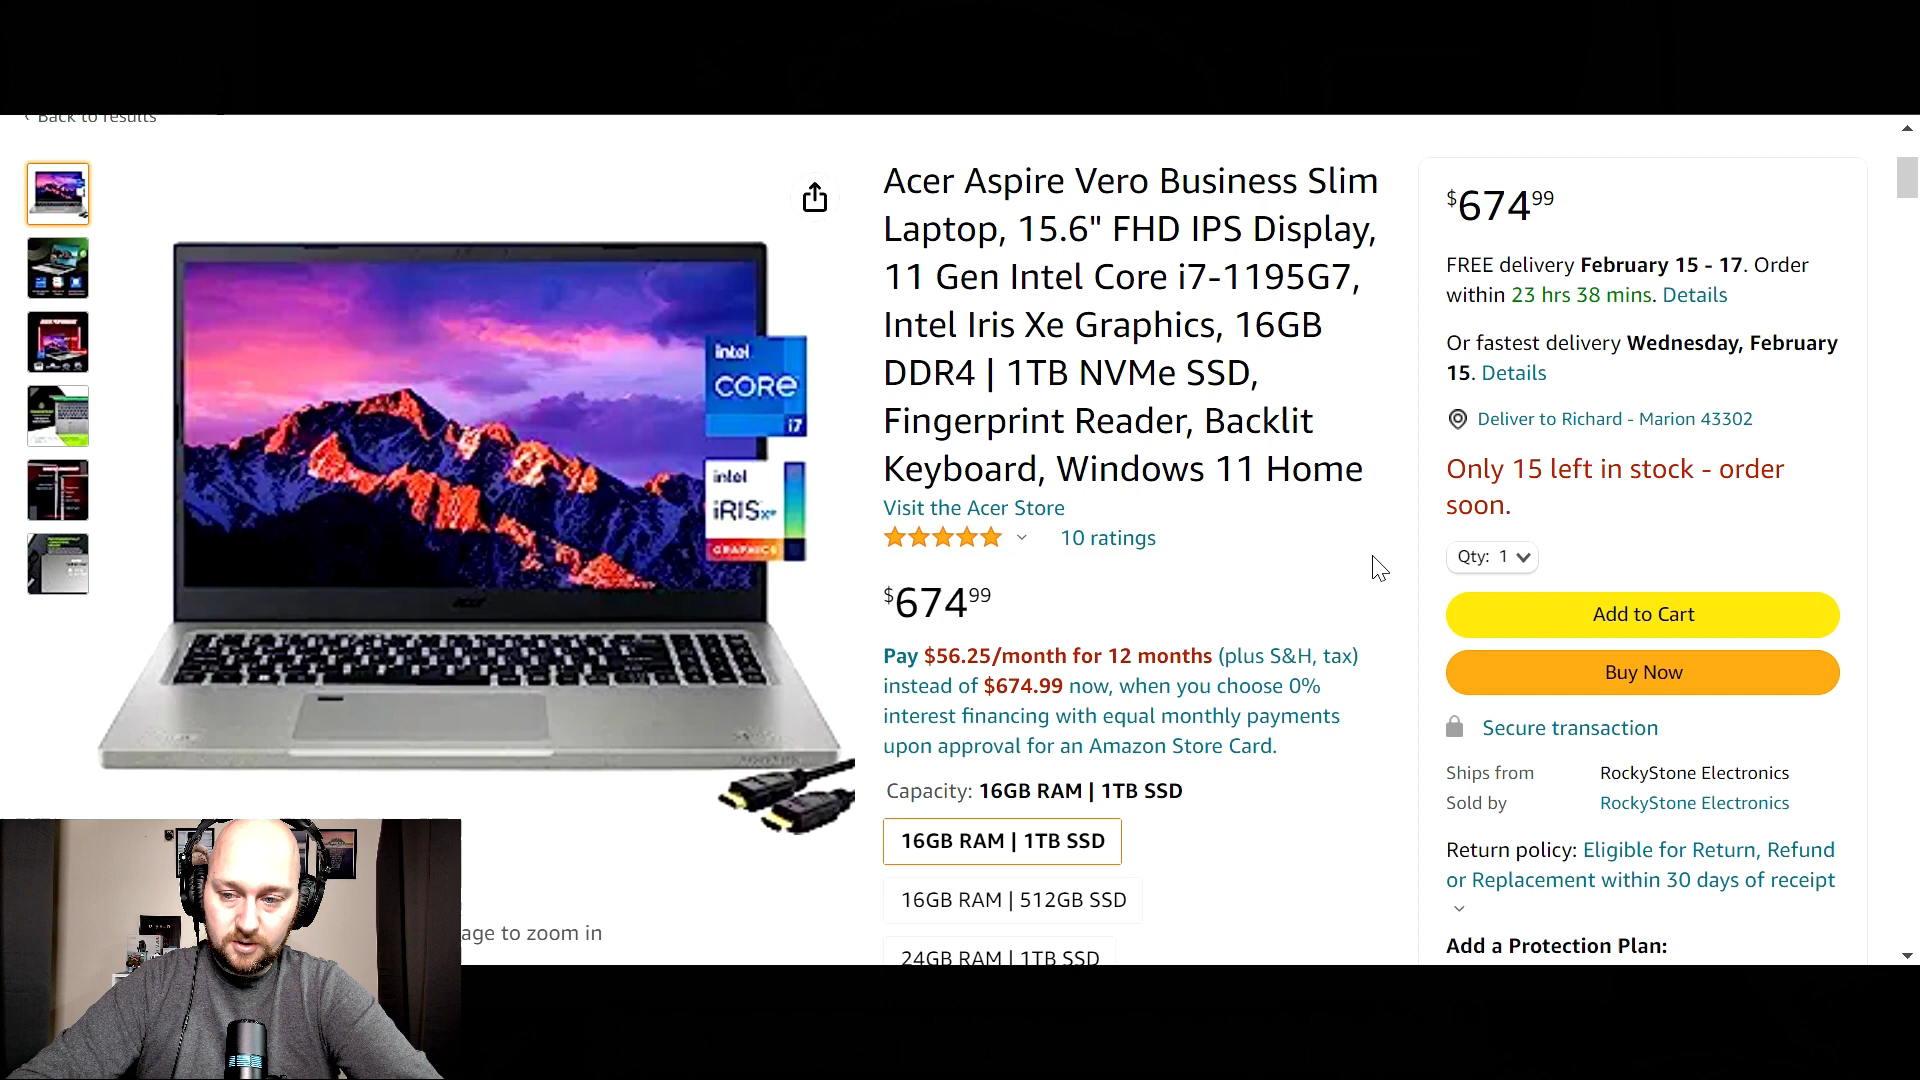 Back to results
Acer Aspire Vero Business Slim
Laptop, 15.6" FHD IPS Display,
11 Gen Intel Core i7-1195G7,
Intel Iris Xe Graphics, 16GB
DDR4 | 1TB NVMe SSD,
Fingerprint Reader, Backlit
Keyboard, Windows 11 Home
Visit the Acer Store
10 ratings
$674.99
Pay $56.25/month for 12 months (plus S&H, tax)
instead of $674.99 now, when you choose 0%
interest financing with equal monthly payments
upon approval for an Amazon Store Card.
Capacity: 16GB RAM | 1TB SSD
16GB RAM | 1TB SSD
16GB RAM | 512GB SSD
24GB RAM | 1TB SSD
intel
CORE
i7
intel
iRIS xe
GRAPHICS
acer
age to zoom in
$674.99
FREE delivery February 15 - 17. Order
within 23 hrs 38 mins. Details
Or fastest delivery Wednesday, February
15. Details
Deliver to Richard - Marion 43302
Only 15 left in stock - order
soon.
Qty: 1
Add to Cart
Buy Now
Secure transaction
Ships from RockyStone Electronics
Sold by RockyStone Electronics
Return policy: Eligible for Return, Refund
or Replacement within 30 days of receipt
Add a Protection Plan: